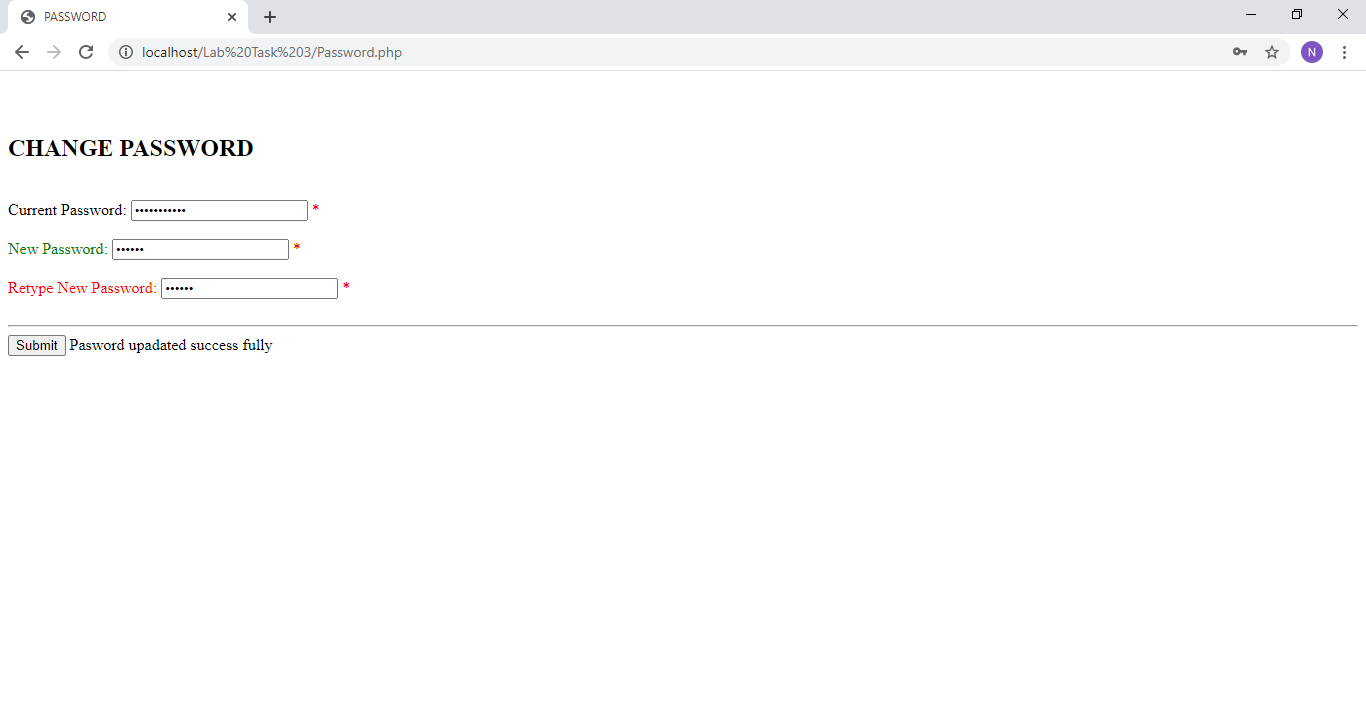 PASSWORD
localhost/Lab%20Task%203/Password.php
N
CHANGE PASSWORD
Current Password: ••••••••••• *
New Password: •••••• *
Retype New Password: •••••• *
Submit Pasword upadated success fully